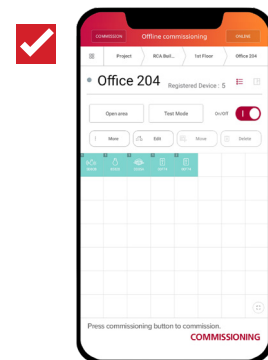 COMMISSION Offline commissioning ONLINE
Project RCA Buil... 1st Floor Office 204
Office 204 Registered Device : 5
Open area Test Mode On/Off
Move Edit Move Delete
Press commissioning button to commission.
COMMISSIONING